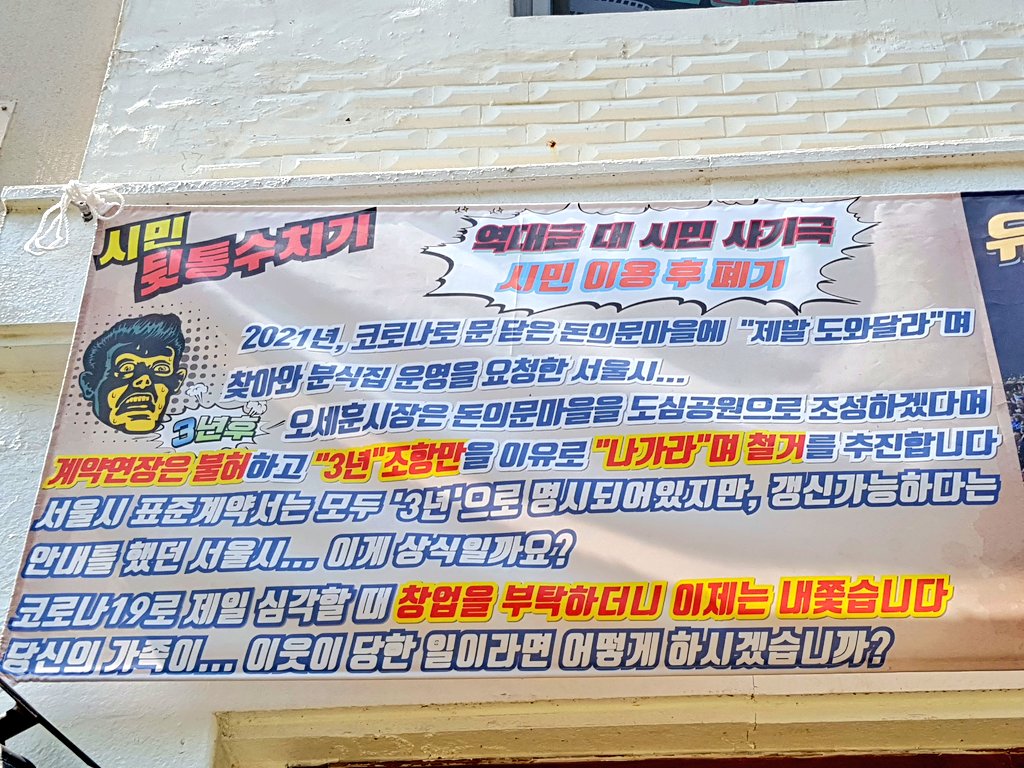 시민
뒷통수치기
역대급 대 시민 사기극
시민 이용 후 폐기
2021년, 코로나로 문 닫은 돈의문마을에 "제발 도와달라"며
찾아와 분식집 운영을 요청한 서울시...
3년후
오세훈시장은 돈의문마을을 도심공원으로 조성하겠다며
계약연장은 불허하고 "3년"조항만을 이유로 "나가라"며 철거를 추진합니다
서울시 표준계약서는 모두 '3년'으로 명시되어있지만, 갱신가능하다는
안내를 했던 서울시... 이게 상식일까요?
코로나19로 제일 심각할 때 창업을 부탁하더니 이제는 내쫓습니다
당신의 가족이... 이웃이 당한 일이라면 어떻게 하시겠습니까?